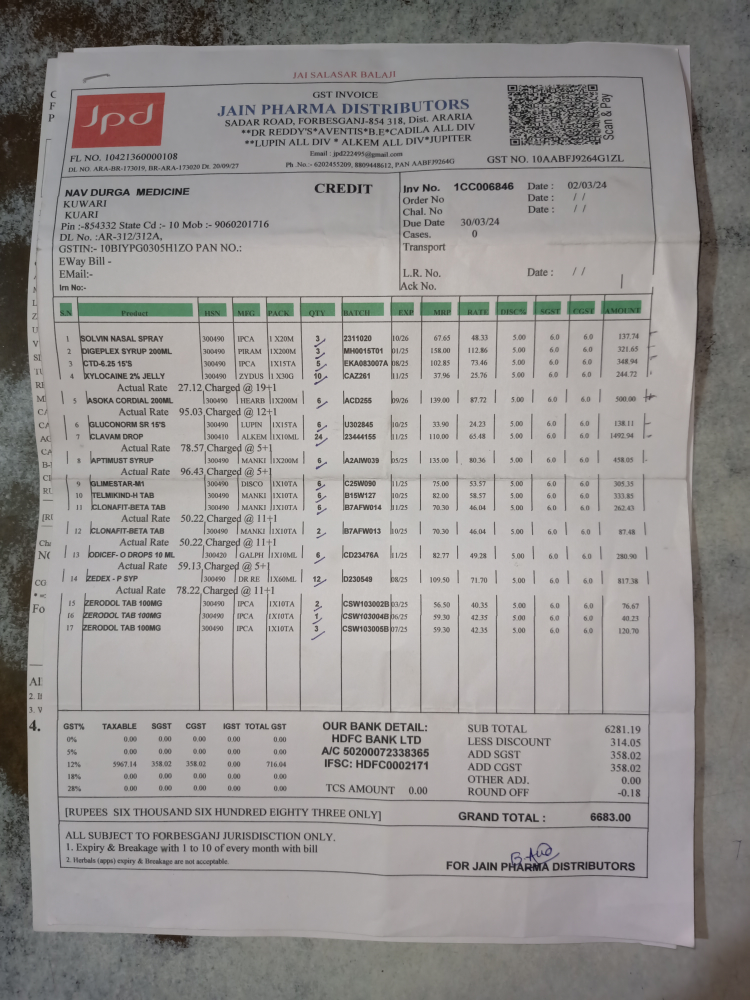 JAI SALASAR BALAJI
Jpd
GST INVOICE
JAIN PHARMA DISTRIBUTORS
SADAR ROAD, FORBESGANJ-854 318, Dist. ARARIA
**DR REDDY'S*AVENTIS*B.E*CADILA ALL DIV
**LUPIN ALL DIV * ALKEM ALL DIV*JUPITER
Email : jpd222495@gmail.com
Scan & Pay
FL NO. 10421360000108
DL NO. ARA-BR-173019, BR-ARA-173020 Dt. 20/09/27
Ph No.:- 6202455209, 8809448612, PAN AABFJ9264G
GST NO. 10AABFJ9264G1ZL
NAV DURGA MEDICINE
KUWARI
KUARI
Pin :-854332 State Cd :- 10 Mob :- 9060201716
DL No. :AR-312/312A,
GSTIN:- 10BIYPG0305H1ZO PAN NO.:
EWay Bill -
EMail:-
Irn No:-
CREDIT
Inv No. 1CC006846 Date : 02/03/24
Order No Date : / /
Chal. No Date : / /
Due Date 30/03/24
Cases. 0
Transport
L.R. No. Date : / /
Ack No.
S.N Product HSN MFG PACK QTY BATCH EXP MRP RATE DISC% SGST CGST AMOUNT
1 SOLVIN NASAL SPRAY 300490 IPCA 1 X20M 3 2311020 10/26 67.65 48.33 5.00 6.0 6.0 137.74
2 DIGEPLEX SYRUP 200ML 300490 PIRAM 1X200M 3 MH0015T01 01/25 158.00 112.86 5.00 6.0 6.0 321.65
3 CTD-6.25 15'S 300490 IPCA 1X15TA 5 EKA083007A 08/25 102.85 73.46 5.00 6.0 6.0 348.94
4 XYLOCAINE 2% JELLY 300490 ZYDUS 1 X30G 10 CAZ261 11/25 37.96 25.76 5.00 6.0 6.0 244.72
Actual Rate 27.12 Charged @ 19+1
5 ASOKA CORDIAL 200ML 300490 HEARB 1X200M 6 ACD255 09/26 139.00 87.72 5.00 6.0 6.0 500.00
Actual Rate 95.03 Charged @ 12+1
6 GLUCONORM SR 15'S 300490 LUPIN 1X15TA 6 U302845 10/25 33.90 24.23 5.00 6.0 6.0 138.11
7 CLAVAM DROP 300410 ALKEM 1X10ML 24 23444155 11/25 110.00 65.48 5.00 6.0 6.0 1492.94
Actual Rate 78.57 Charged @ 5+1
8 APTIMUST SYRUP 300490 MANKI 1X200M 6 A2AIW039 05/25 135.00 80.36 5.00 6.0 6.0 458.05
Actual Rate 96.43 Charged @ 5+1
9 GLIMESTAR-M1 300490 DISCO 1X10TA 6 C25W090 11/25 75.00 53.57 5.00 6.0 6.0 305.35
10 TELMIKIND-H TAB 300490 MANKI 1X10TA 6 B15W127 10/25 82.00 58.57 5.00 6.0 6.0 333.85
11 CLONAFIT-BETA TAB 300490 MANKI 1X10TA 6 B7AFW014 11/25 70.30 46.04 5.00 6.0 6.0 262.43
Actual Rate 50.22 Charged @ 11+1
12 CLONAFIT-BETA TAB 300490 MANKI 1X10TA 2 B7AFW013 10/25 70.30 46.04 5.00 6.0 6.0 87.48
Actual Rate 50.22 Charged @ 11+1
13 ODICEF- O DROPS 10 ML 300420 GALPH 1X10ML 6 CD23476A 11/25 82.77 49.28 5.00 6.0 6.0 280.90
Actual Rate 59.13 Charged @ 5+1
14 ZEDEX - P SYP 300490 DR RE 1X60ML 12 D230549 08/25 109.50 71.70 5.00 6.0 6.0 817.38
Actual Rate 78.22 Charged @ 11+1
15 ZERODOL TAB 100MG 300490 IPCA 1X10TA 2 CSW103002B 03/25 56.50 40.35 5.00 6.0 6.0 76.67
16 ZERODOL TAB 100MG 300490 IPCA 1X10TA 1 CSW103004B 06/25 59.30 42.35 5.00 6.0 6.0 40.23
17 ZERODOL TAB 100MG 300490 IPCA 1X10TA 3 CSW103005B 07/25 59.30 42.35 5.00 6.0 6.0 120.70
GST% TAXABLE SGST CGST IGST TOTAL GST
0% 0.00 0.00 0.00 0.00 0.00
5% 0.00 0.00 0.00 0.00 0.00
12% 5967.14 358.02 358.02 0.00 716.04
18% 0.00 0.00 0.00 0.00 0.00
28% 0.00 0.00 0.00 0.00 0.00
OUR BANK DETAIL:
HDFC BANK LTD
A/C 50200072338365
IFSC: HDFC0002171
TCS AMOUNT 0.00
SUB TOTAL 6281.19
LESS DISCOUNT 314.05
ADD SGST 358.02
ADD CGST 358.02
OTHER ADJ. 0.00
ROUND OFF -0.18
[RUPEES SIX THOUSAND SIX HUNDRED EIGHTY THREE ONLY]
GRAND TOTAL : 6683.00
ALL SUBJECT TO FORBESGANJ JURISDISCTION ONLY.
1. Expiry & Breakage with 1 to 10 of every month with bill
2. Herbals (apps) expiry & Breakage are not acceptable.
FOR JAIN PHARMA DISTRIBUTORS